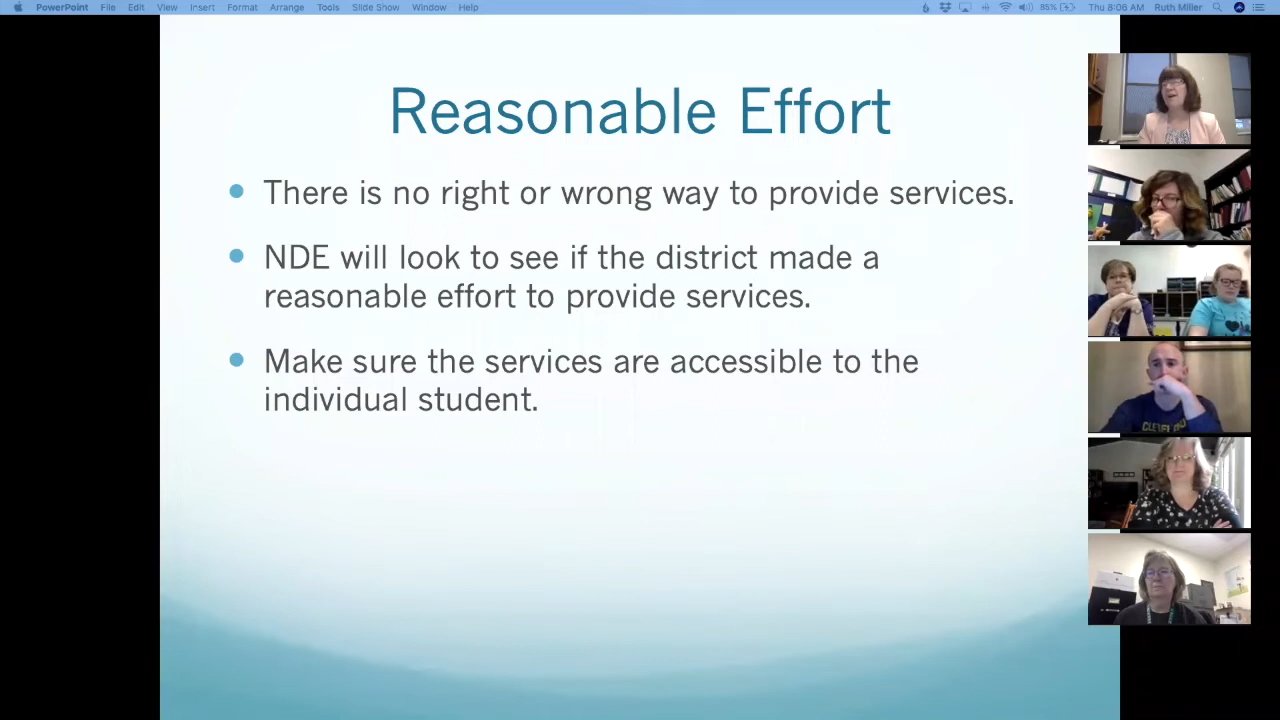 PowerPoint File Edit View Insert Format Arrange Tools Slide Show Window Help 85% Thu 8:06 AM Ruth Miller
Reasonable Effort
• There is no right or wrong way to provide services.
• NDE will look to see if the district made a
reasonable effort to provide services.
• Make sure the services are accessible to the
individual student.